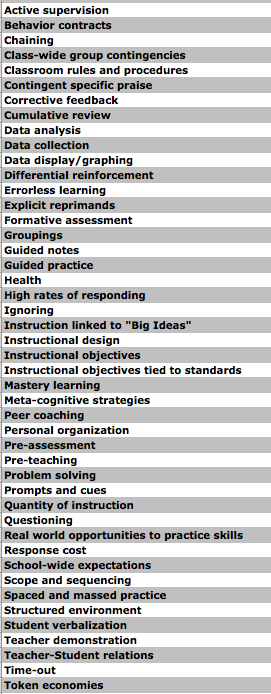 Active supervision
Behavior contracts
Chaining
Class-wide group contingencies
Classroom rules and procedures
Contingent specific praise
Corrective feedback
Cumulative review
Data analysis
Data collection
Data display/graphing
Differential reinforcement
Errorless learning
Explicit reprimands
Formative assessment
Groupings
Guided notes
Guided practice
Health
High rates of responding
Ignoring
Instruction linked to "Big Ideas"
Instructional design
Instructional objectives
Instructional objectives tied to standards
Mastery learning
Meta-cognitive strategies
Peer coaching
Personal organization
Pre-assessment
Pre-teaching
Problem solving
Prompts and cues
Quantity of instruction
Questioning
Real world opportunities to practice skills
Response cost
School-wide expectations
Scope and sequencing
Spaced and massed practice
Structured environment
Student verbalization
Teacher demonstration
Teacher-Student relations
Time-out
Token economies